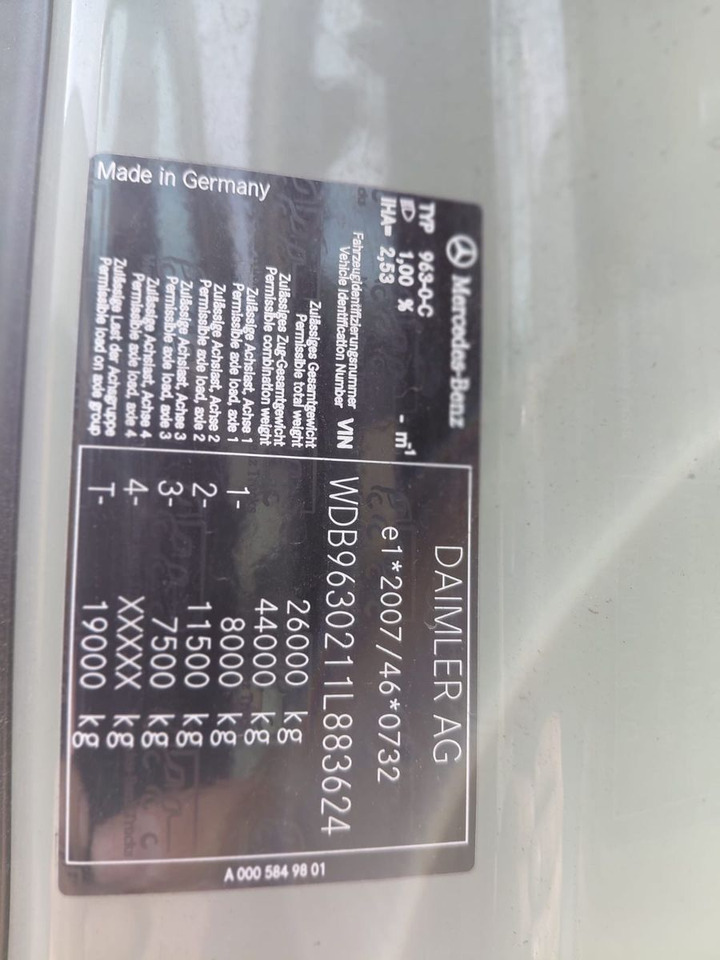 Mercedes-Benz
DAIMLER AG
TYP 963-0-C
1,00 % - m-1 e1*2007/46*0732
IHA= 2,53
Fahrzeugidentifizierungsnummer
Vehicle Identification Number VIN WDB9630211L883624
Zulässiges Gesamtgewicht
Permissible total weight 26000 kg
Zulässiges Zug-Gesamtgewicht
Permissible combination weight 44000 kg
Zulässige Achslast, Achse 1
Permissible axle load, axle 1 1- 8000 kg
Zulässige Achslast, Achse 2
Permissible axle load, axle 2 2- 11500 kg
Zulässige Achslast, Achse 3
Permissible axle load, axle 3 3- 7500 kg
Zulässige Achslast, Achse 4
Permissible axle load, axle 4 4- XXXXX kg
Zulässige Last der Achsgruppe
Permissible load on axle group T- 19000 kg
Made in Germany
A 000 584 98 01